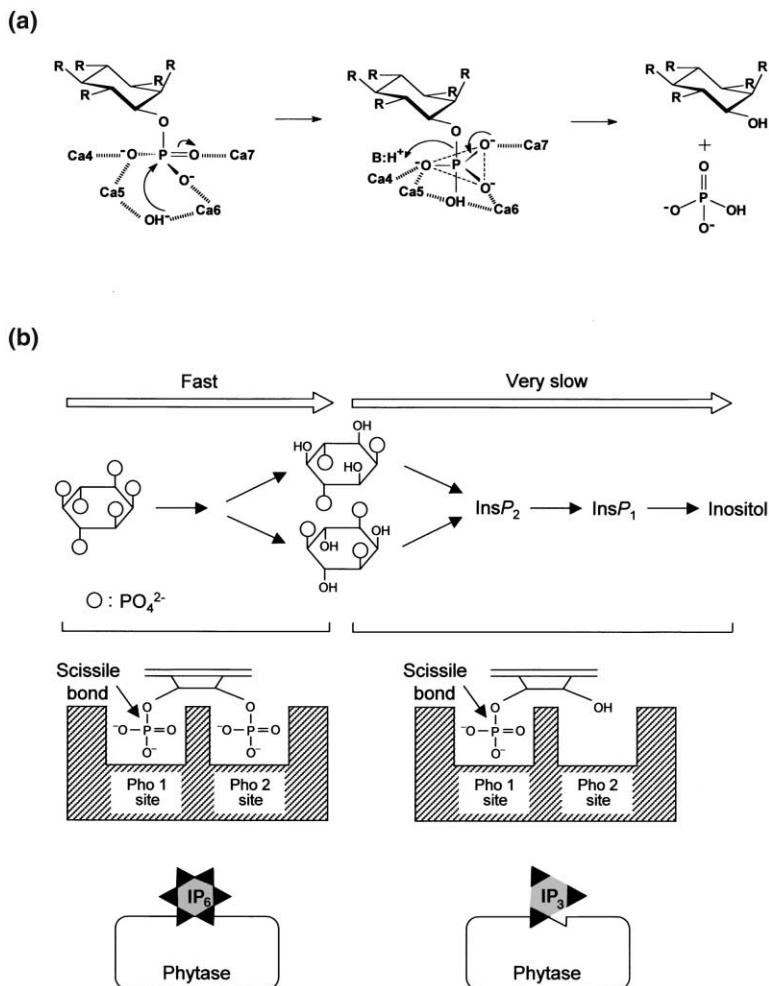 (a)
R R R R R
O
Ca4 ⁻O P O Ca7
O⁻
Ca5
OH⁻ Ca6
R R R R R
O
B:H⁺ O⁻ Ca7
⁻O P
Ca4
Ca5 O⁻
OH Ca6
R R R R R
OH
+
O
P
⁻O OH
O⁻
(b)
Fast Very slow
OH
HO
HO
InsP₂ InsP₁ Inositol
OH
OH
OH
○ : PO₄²⁻
Scissile
bond
O O
⁻O P O ⁻O P O
O⁻ O⁻
Pho 1 Pho 2
site site
Scissile
bond
O OH
⁻O P O
O⁻
Pho 1 Pho 2
site site
IP₆ IP₃
Phytase Phytase